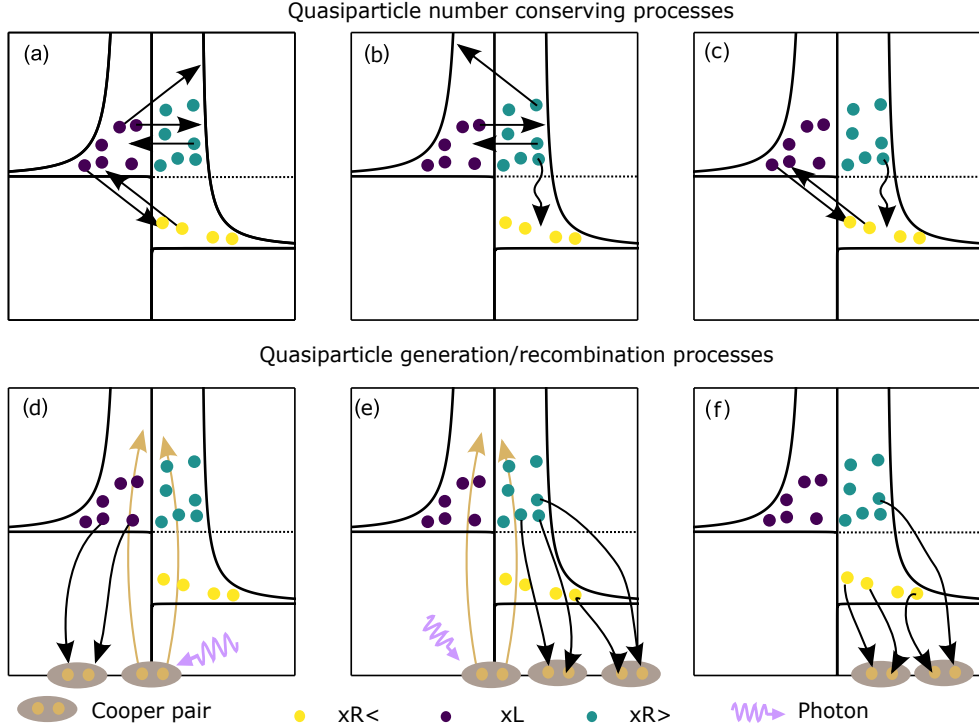 Quasiparticle number conserving processes
(a)
(b)
(c)
Quasiparticle generation/recombination processes
(d)
(e)
(f)
Cooper pair
xR<
xL
xR>
Photon